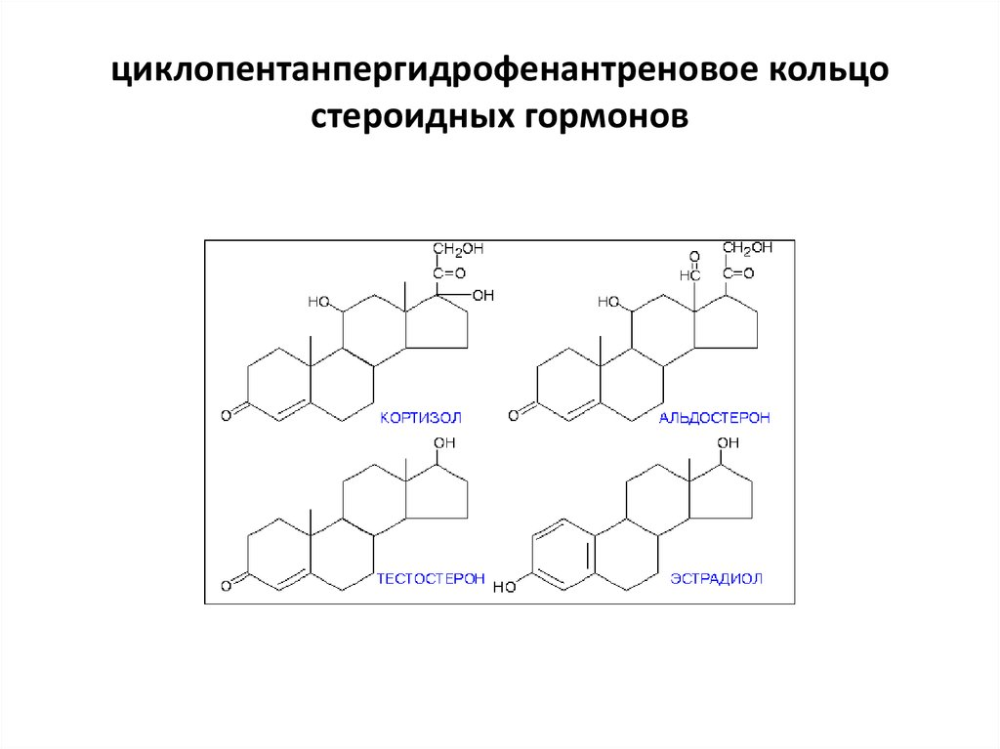 циклопентанпергидрофенантреновое кольцо
стероидных гормонов
CH2OH
C=O
OH
HO
O
КОРТИЗОЛ
CH2OH
O
HC
C=O
HO
O
АЛЬДОСТЕРОН
OH
O
ТЕСТОСТЕРОН
OH
HO
ЭСТРАДИОЛ